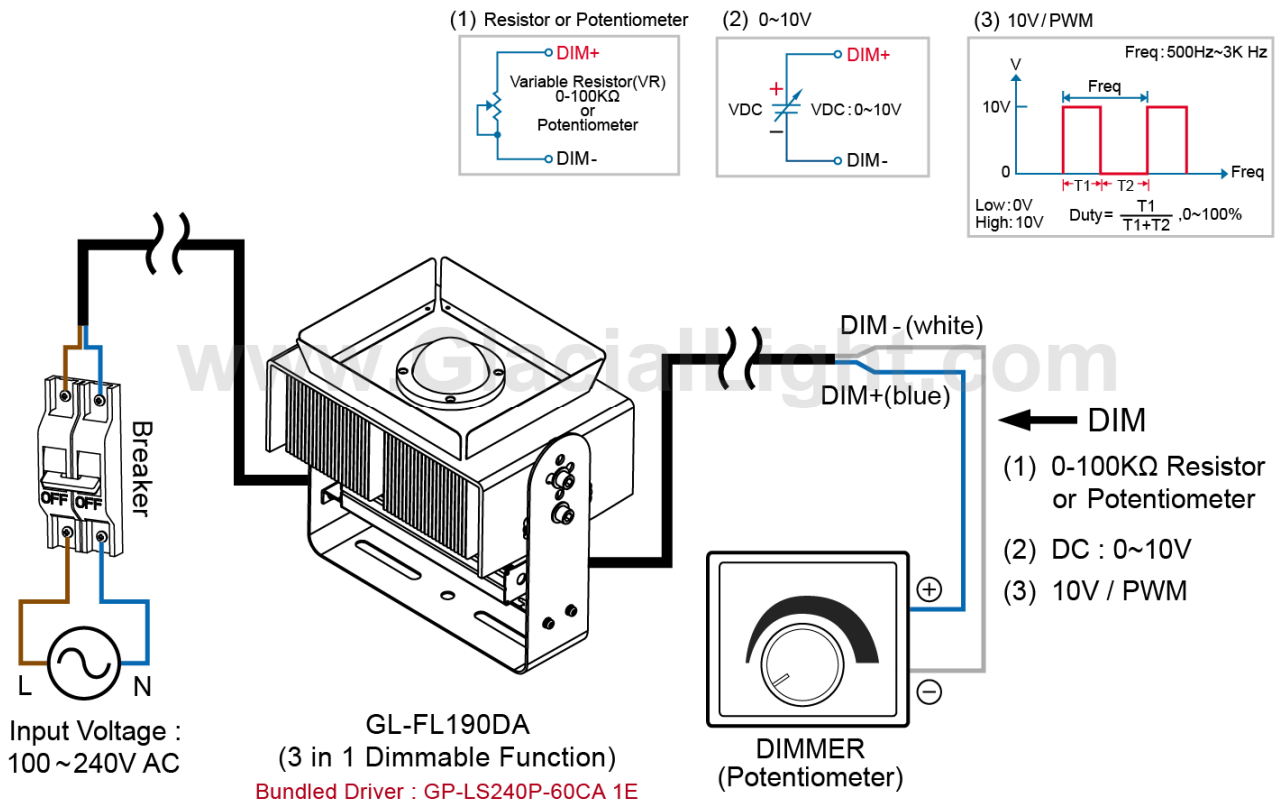 (1) Resistor or Potentiometer
DIM+
Variable Resistor(VR)
0-100KΩ
or
Potentiometer
DIM-
(2) 0~10V
DIM+
+
VDC
VDC : 0~10V
−
DIM-
(3) 10V / PWM
Freq : 500Hz~3K Hz
V
Freq
10V
0
Freq
T1
T2
Low : 0V
High: 10V
Duty= T1 / T1+T2 ,0~100%
www.GlacialLight.com
DIM - (white)
DIM+(blue)
DIM
(1) 0-100KΩ Resistor
or Potentiometer
(2) DC : 0~10V
(3) 10V / PWM
Breaker
OFF OFF
L
N
Input Voltage :
100~240V AC
GL-FL190DA
(3 in 1 Dimmable Function)
Bundled Driver : GP-LS240P-60CA 1E
+
−
DIMMER
(Potentiometer)